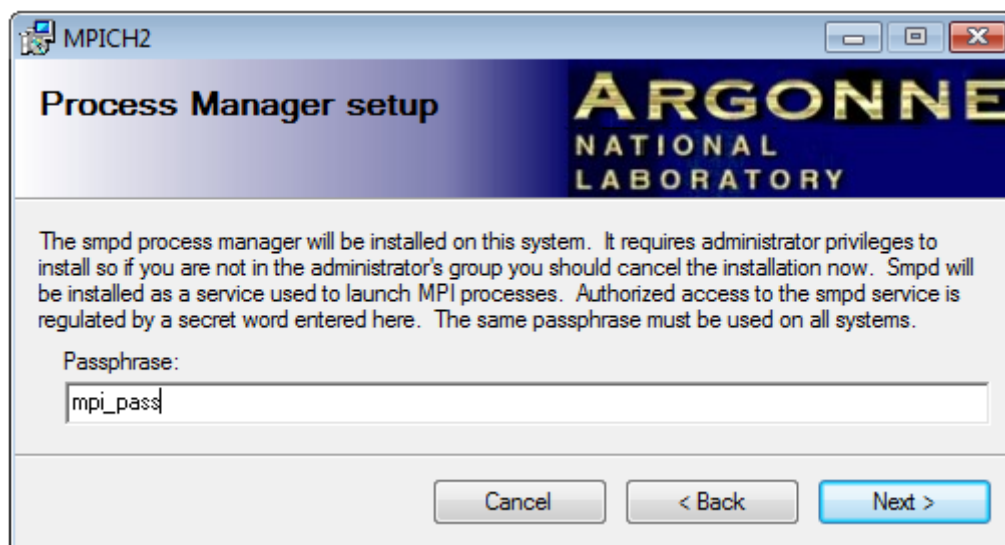 MPICH2
Process Manager setup
ARGONNE
NATIONAL
LABORATORY
The smpd process manager will be installed on this system. It requires administrator privileges to
install so if you are not in the administrator's group you should cancel the installation now. Smpd will
be installed as a service used to launch MPI processes. Authorized access to the smpd service is
regulated by a secret word entered here. The same passphrase must be used on all systems.
Passphrase:
mpi_pass
Cancel
< Back
Next >